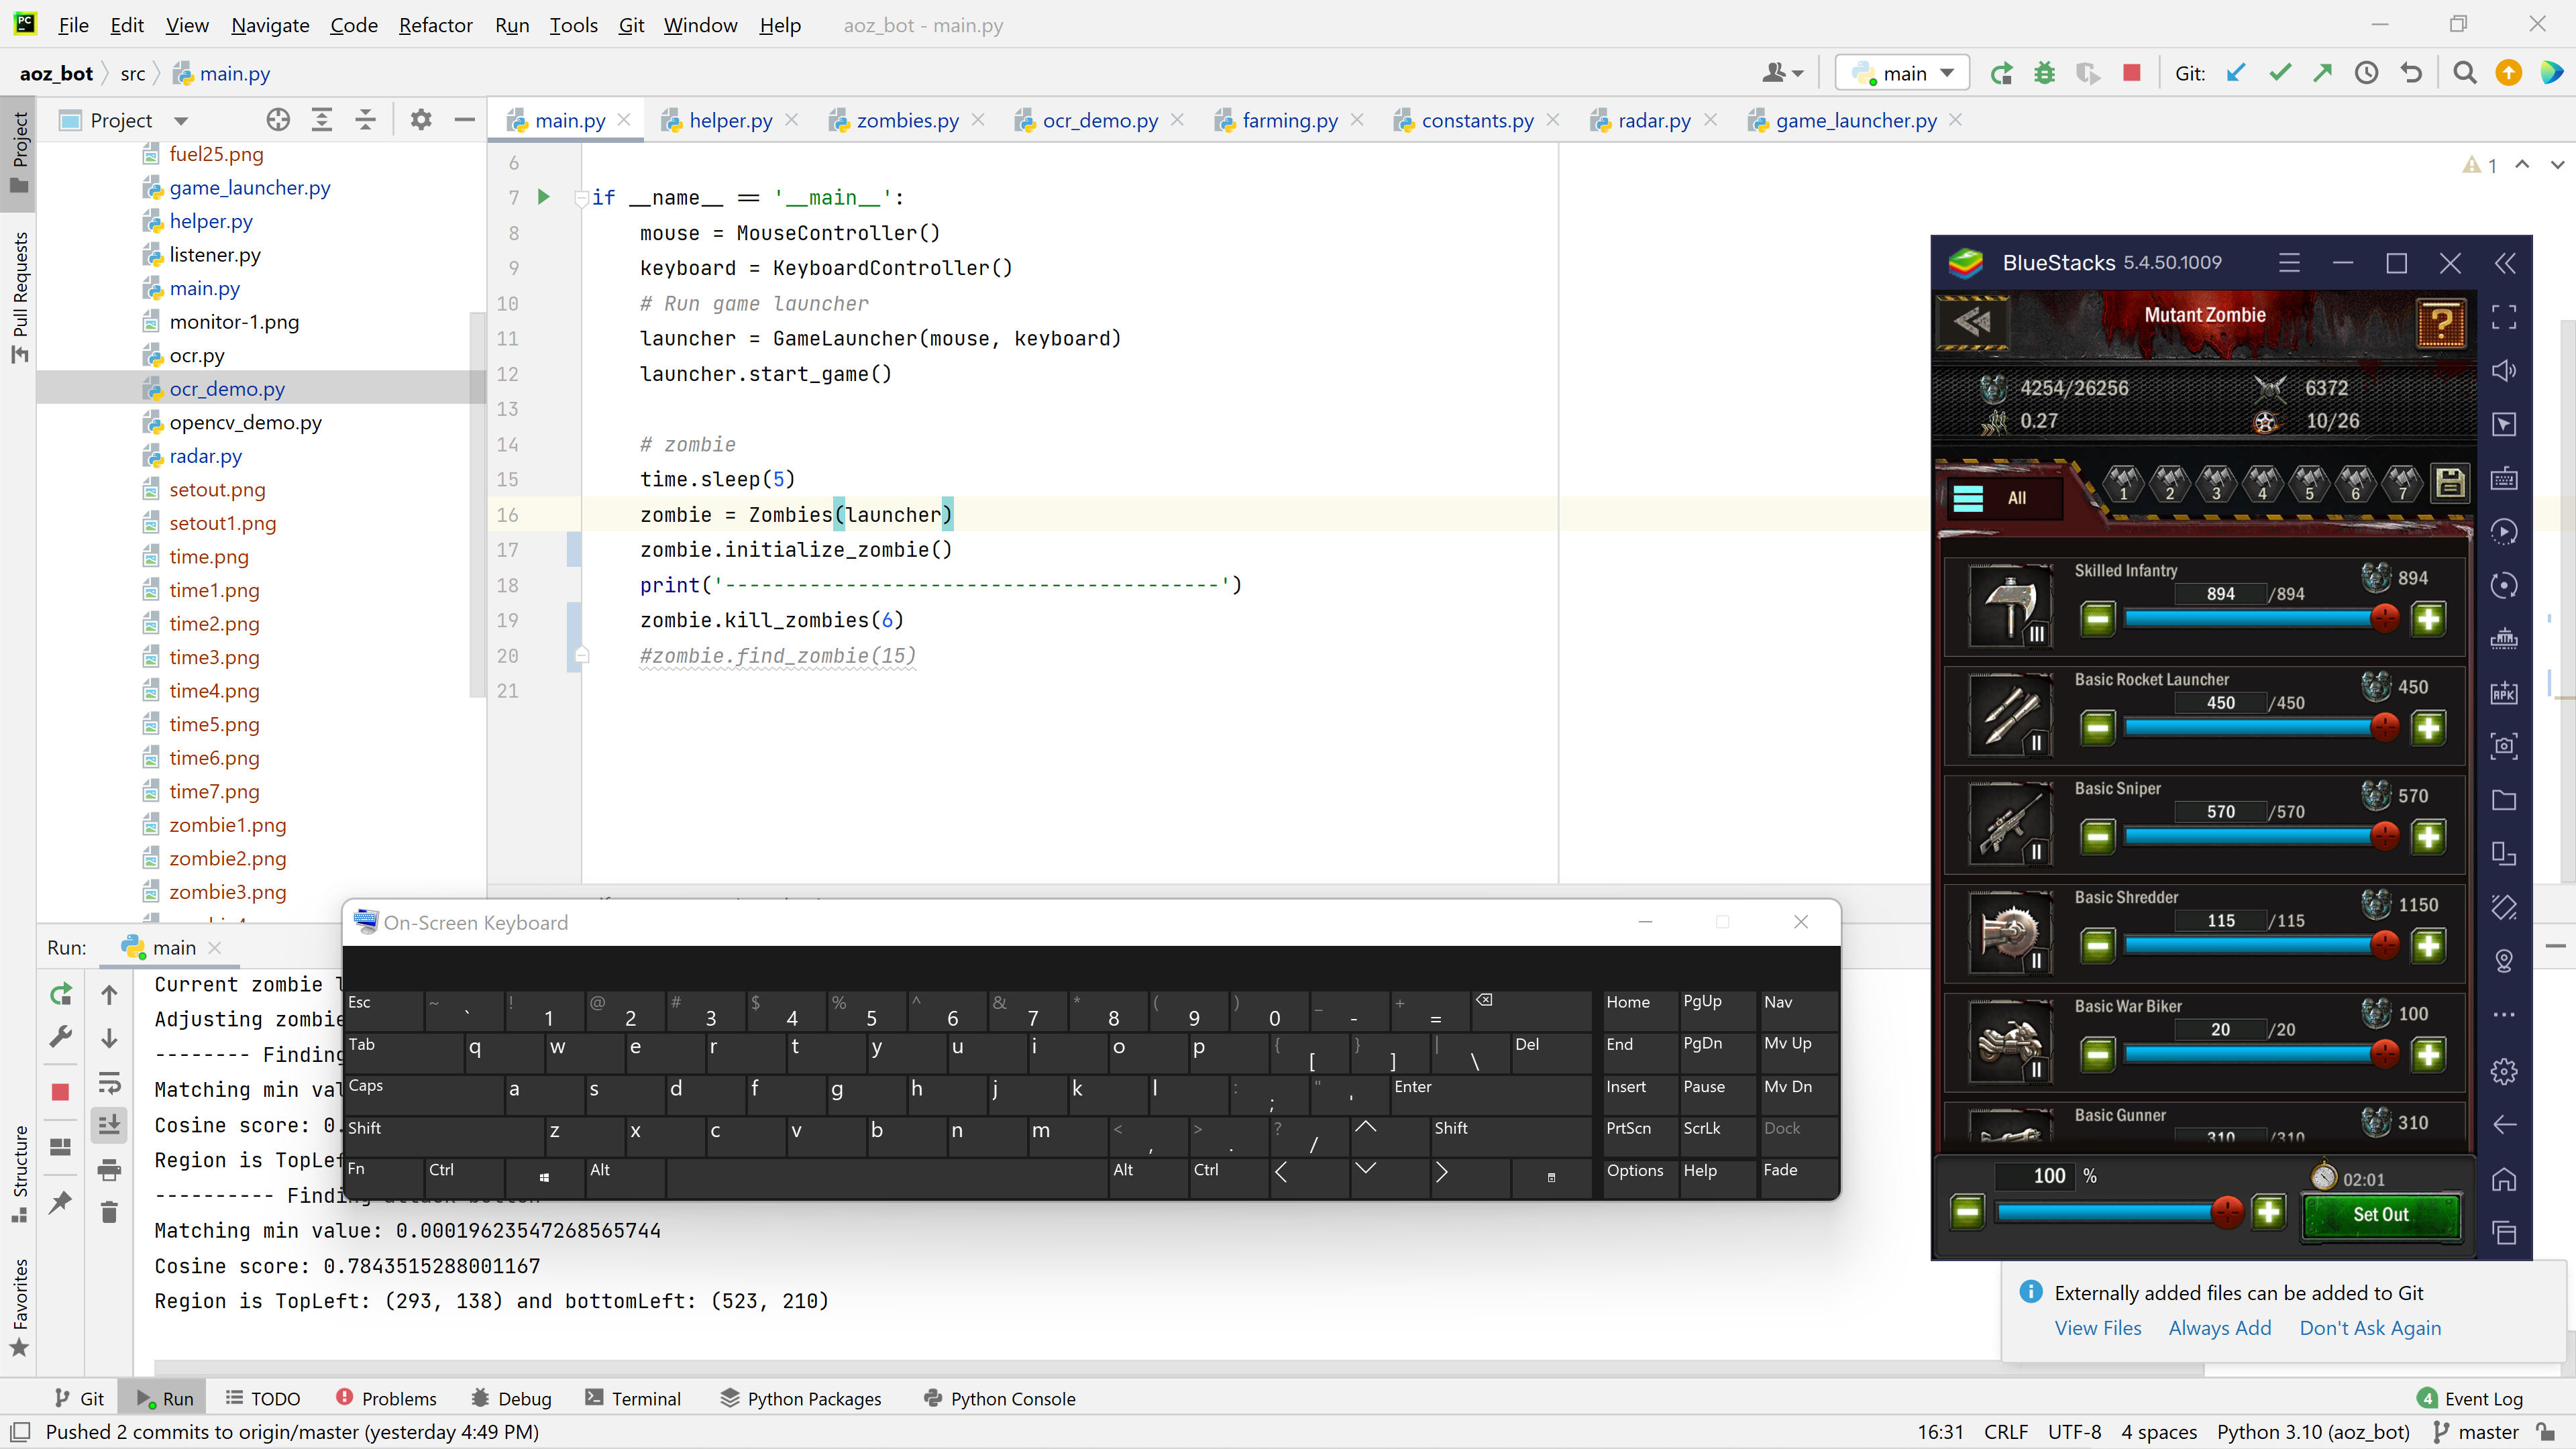 File Edit View Navigate Code Refactor Run Tools Git Window Help aoz_bot - main.py
aoz_bot src main.py
main Git:
Project
main.py helper.py zombies.py ocr_demo.py farming.py constants.py radar.py game_launcher.py
Project
Pull Requests
Structure
Favorites
fuel25.png
game_launcher.py
helper.py
listener.py
main.py
monitor-1.png
ocr.py
ocr_demo.py
opencv_demo.py
radar.py
setout.png
setout1.png
time.png
time1.png
time2.png
time3.png
time4.png
time5.png
time6.png
time7.png
zombie1.png
zombie2.png
zombie3.png
1
6
7 if __name__ == '__main__':
8 mouse = MouseController()
9 keyboard = KeyboardController()
10 # Run game launcher
11 launcher = GameLauncher(mouse, keyboard)
12 launcher.start_game()
13
14 # zombie
15 time.sleep(5)
16 zombie = Zombies(launcher)
17 zombie.initialize_zombie()
18 print('-----------------------------------------')
19 zombie.kill_zombies(6)
20 #zombie.find_zombie(15)
21
BlueStacks 5.4.50.1009
Mutant Zombie
?
4254/26256 6372
0.27 10/26
All 1 2 3 4 5 6 7
Skilled Infantry 894
894 /894
III
Basic Rocket Launcher 450
450 /450
II
Basic Sniper 570
570 /570
II
Basic Shredder 1150
115 /115
II
Basic War Biker 100
20 /20
II
Basic Gunner 310
310 /310
100 % 02:01
Set Out
APK
Run: main
Current zombie
Adjusting zombie
-------- Finding
Matching min
Cosine score: 0.
Region is
---------- Finding attack button
Matching min value: 0.00019623547268565744
Cosine score: 0.7843515288001167
Region is TopLeft: (293, 138) and bottomLeft: (523, 210)
On-Screen Keyboard
Esc ~ ` ! 1 @ 2 # 3 $ 4 % 5 ^ 6 & 7 * 8 ( 9 ) 0 _ - + = Home PgUp Nav
Tab q w e r t y u i o p { [ } ] | \ Del End PgDn Mv Up
Caps a s d f g h j k l : ; " ' Enter Insert Pause Mv Dn
Shift z x c v b n m < , > . ? / Shift PrtScn ScrLk Dock
Fn Ctrl Alt Alt Ctrl Options Help Fade
Externally added files can be added to Git
View Files Always Add Don't Ask Again
Git Run TODO Problems Debug Terminal Python Packages Python Console 4 Event Log
Pushed 2 commits to origin/master (yesterday 4:49 PM) 16:31 CRLF UTF-8 4 spaces Python 3.10 (aoz_bot) master